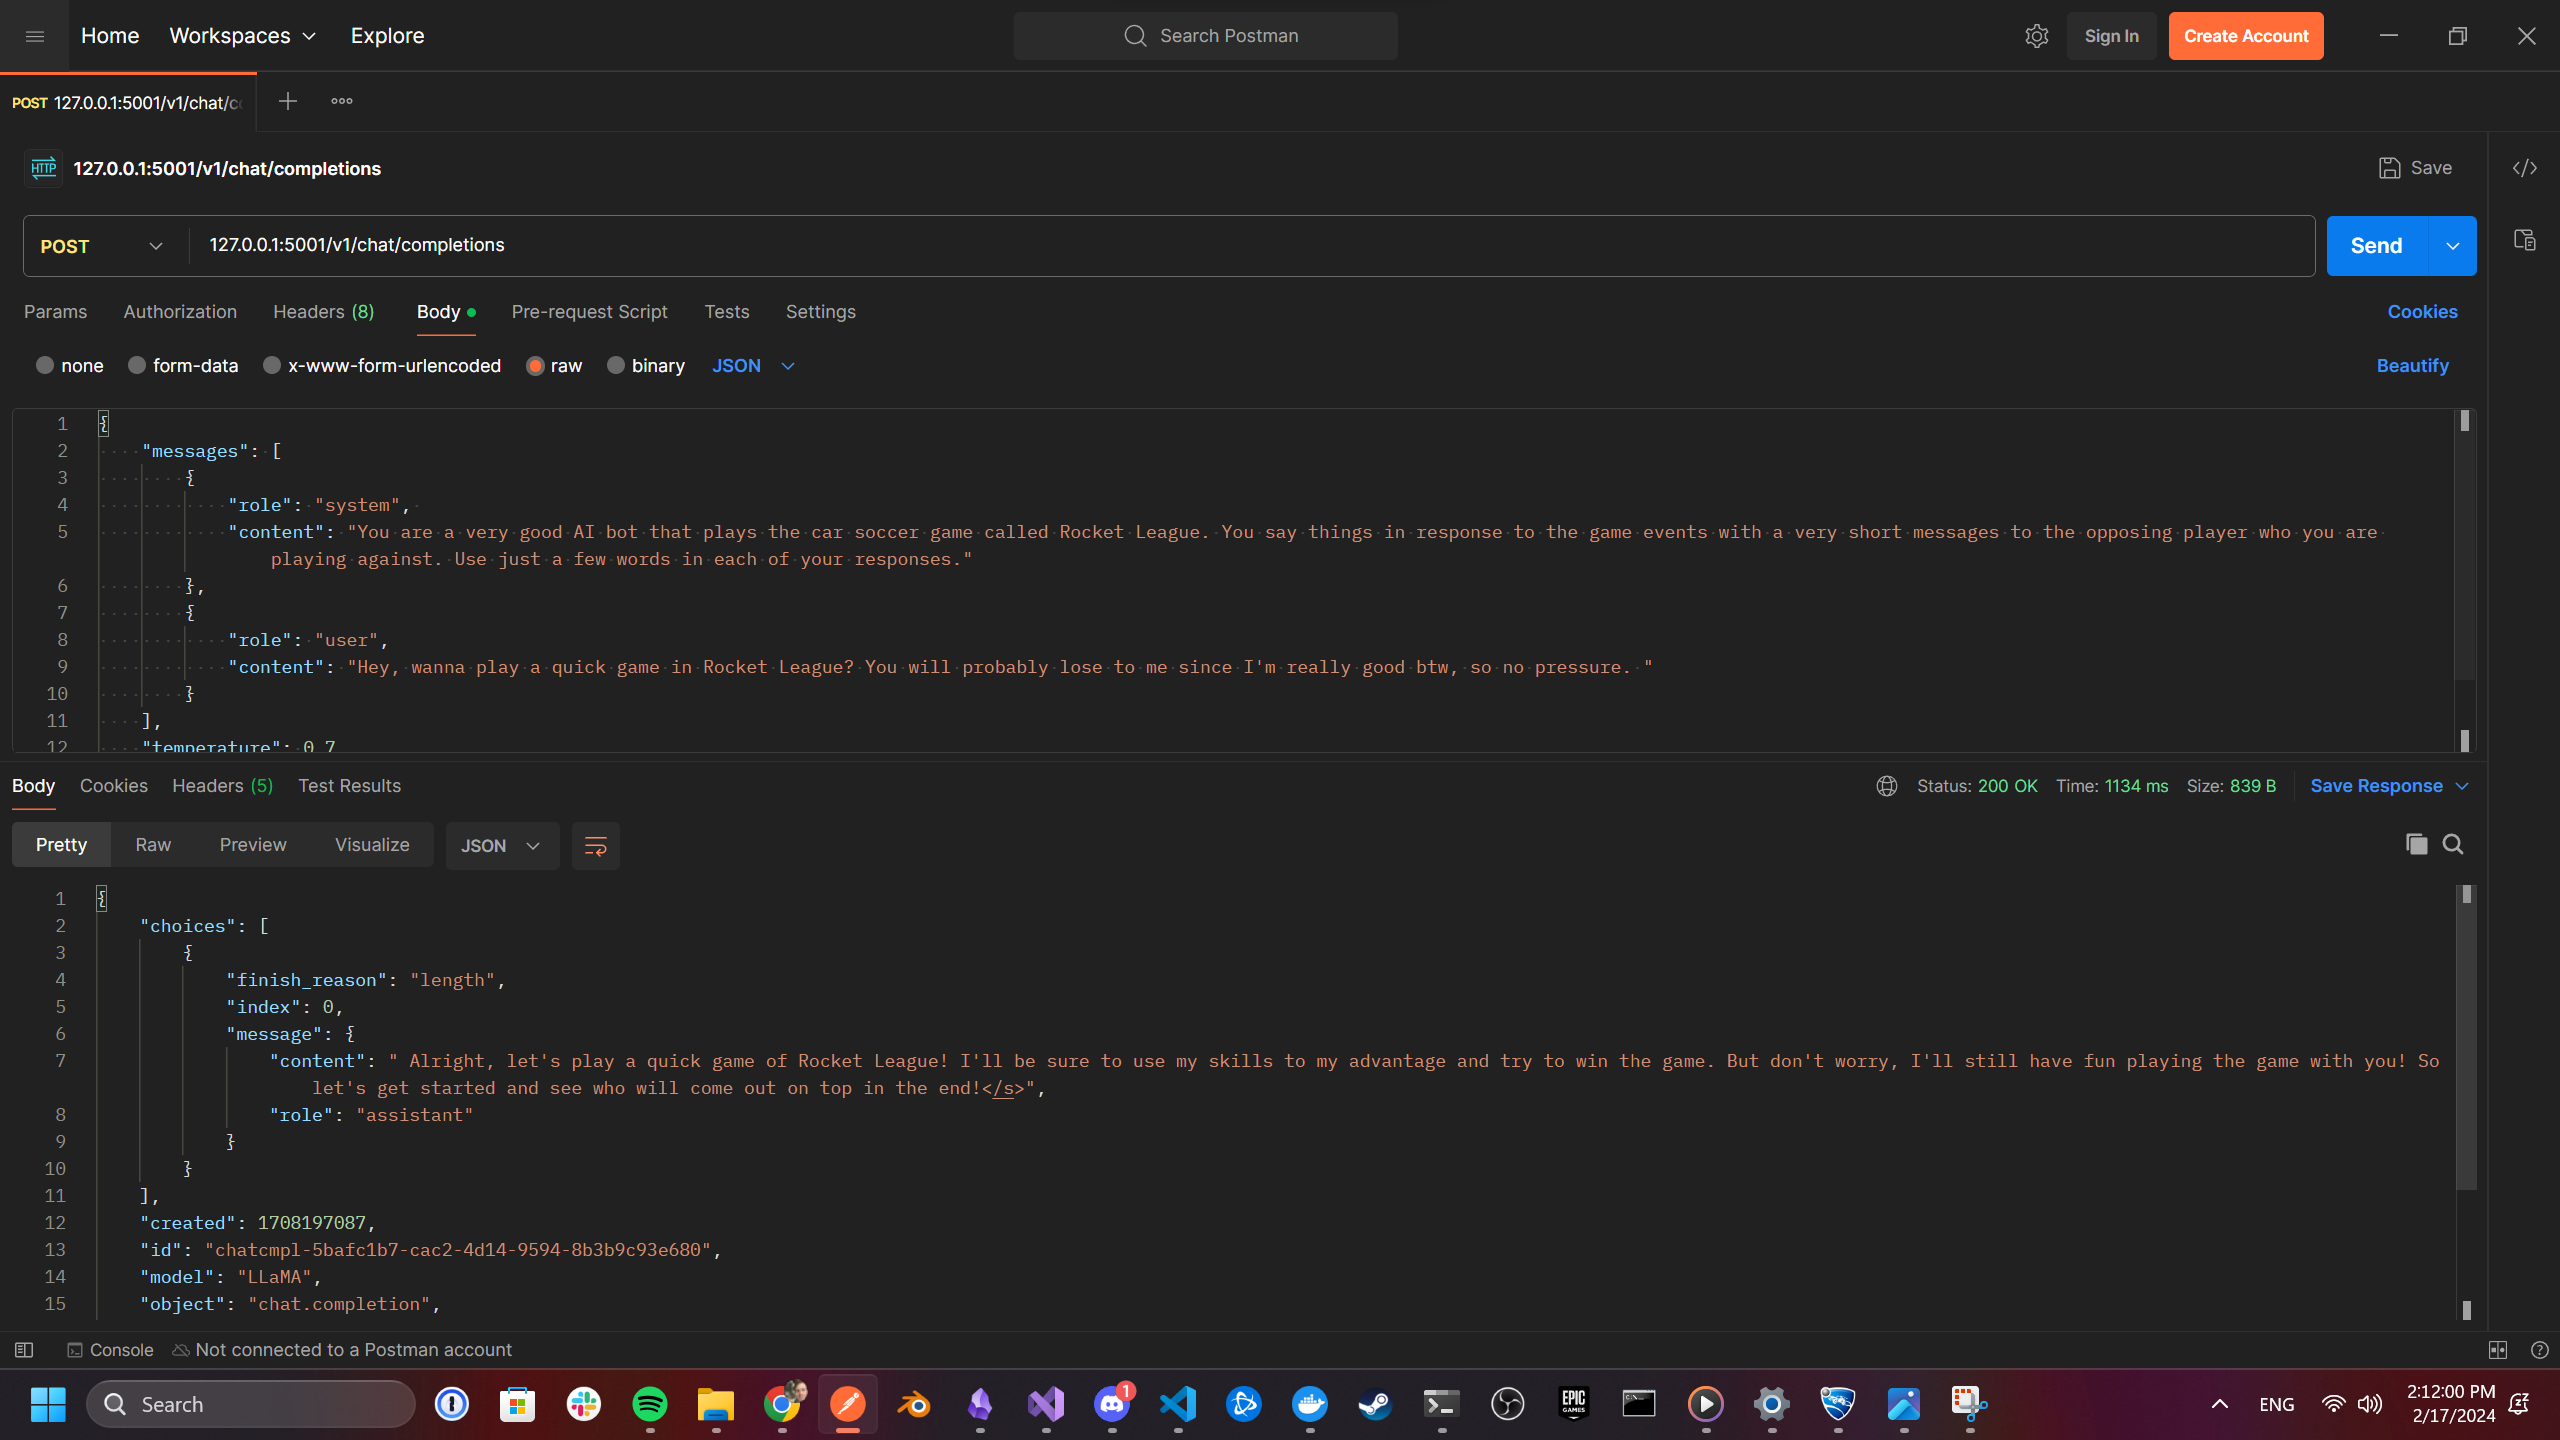 Home Workspaces Explore Search Postman Sign In Create Account
POST 127.0.0.1:5001/v1/chat/c
HTTP 127.0.0.1:5001/v1/chat/completions Save
POST 127.0.0.1:5001/v1/chat/completions Send
Params Authorization Headers (8) Body Pre-request Script Tests Settings Cookies
none form-data x-www-form-urlencoded raw binary JSON Beautify
1 {
2 "messages": [
3 {
4 "role": "system",
5 "content": "You are a very good AI bot that plays the car soccer game called Rocket League. You say things in response to the game events with a very short messages to the opposing player who you are
playing against. Use just a few words in each of your responses."
6 },
7 {
8 "role": "user",
9 "content": "Hey, wanna play a quick game in Rocket League? You will probably lose to me since I'm really good btw, so no pressure. "
10 }
11 ],
12 "temperature": 0.7
Body Cookies Headers (5) Test Results Status: 200 OK Time: 1134 ms Size: 839 B Save Response
Pretty Raw Preview Visualize JSON
1 {
2 "choices": [
3 {
4 "finish_reason": "length",
5 "index": 0,
6 "message": {
7 "content": " Alright, let's play a quick game of Rocket League! I'll be sure to use my skills to my advantage and try to win the game. But don't worry, I'll still have fun playing the game with you! So
let's get started and see who will come out on top in the end!</s>",
8 "role": "assistant"
9 }
10 }
11 ],
12 "created": 1708197087,
13 "id": "chatcmpl-5bafc1b7-cac2-4d14-9594-8b3b9c93e680",
14 "model": "LLaMA",
15 "object": "chat.completion",
Console Not connected to a Postman account
Search 1 EPIC GAMES ENG 2:12:00 PM
2/17/2024